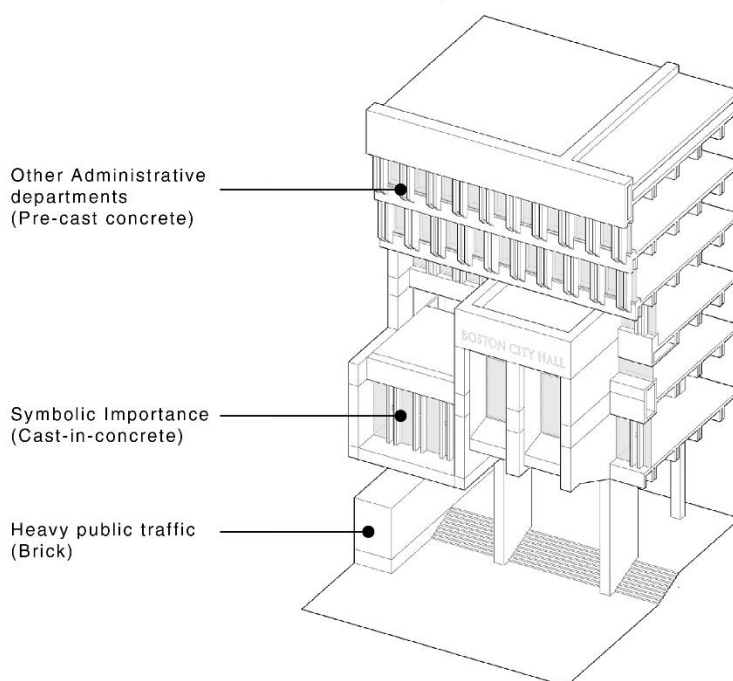 Other Administrative
departments
(Pre-cast concrete)
BOSTON CITY HALL
Symbolic Importance
(Cast-in-concrete)
Heavy public traffic
(Brick)